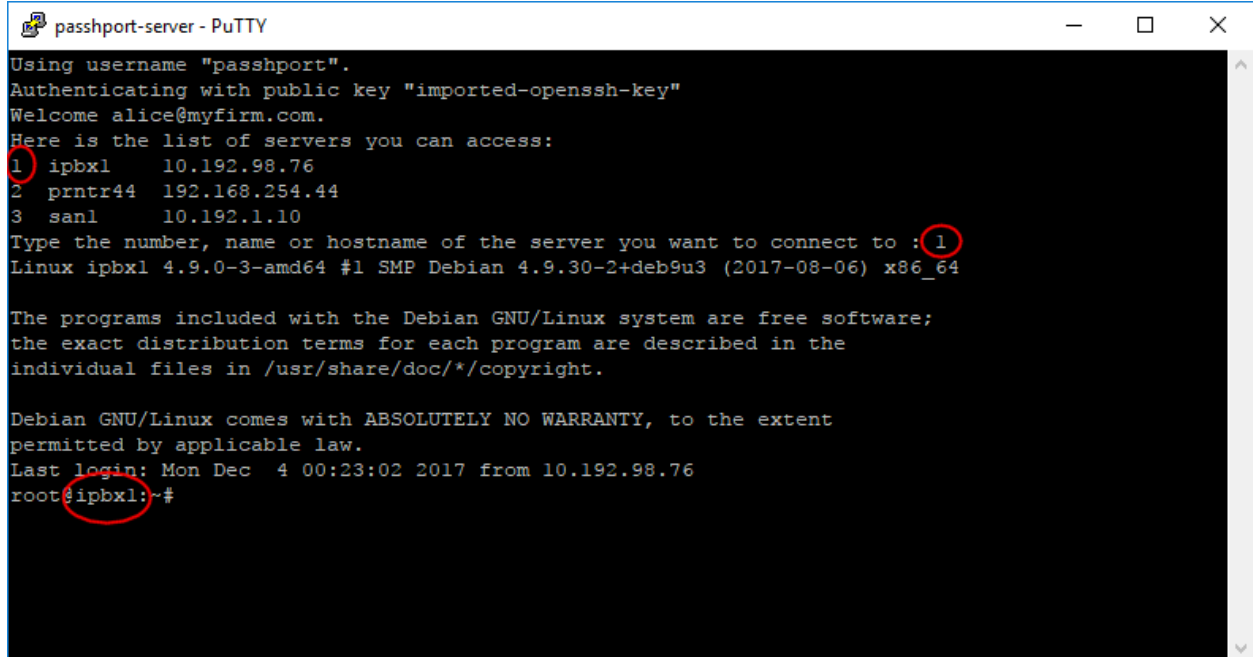 passhport-server - PuTTY
Using username "passhport".
Authenticating with public key "imported-openssh-key"
Welcome alice@myfirm.com.
Here is the list of servers you can access:
1  ipbx1    10.192.98.76
2  prntr44  192.168.254.44
3  san1     10.192.1.10
Type the number, name or hostname of the server you want to connect to : 1
Linux ipbx1 4.9.0-3-amd64 #1 SMP Debian 4.9.30-2+deb9u3 (2017-08-06) x86_64
The programs included with the Debian GNU/Linux system are free software;
the exact distribution terms for each program are described in the
individual files in /usr/share/doc/*/copyright.
Debian GNU/Linux comes with ABSOLUTELY NO WARRANTY, to the extent
permitted by applicable law.
Last login: Mon Dec  4 00:23:02 2017 from 10.192.98.76
root@ipbx1:~#